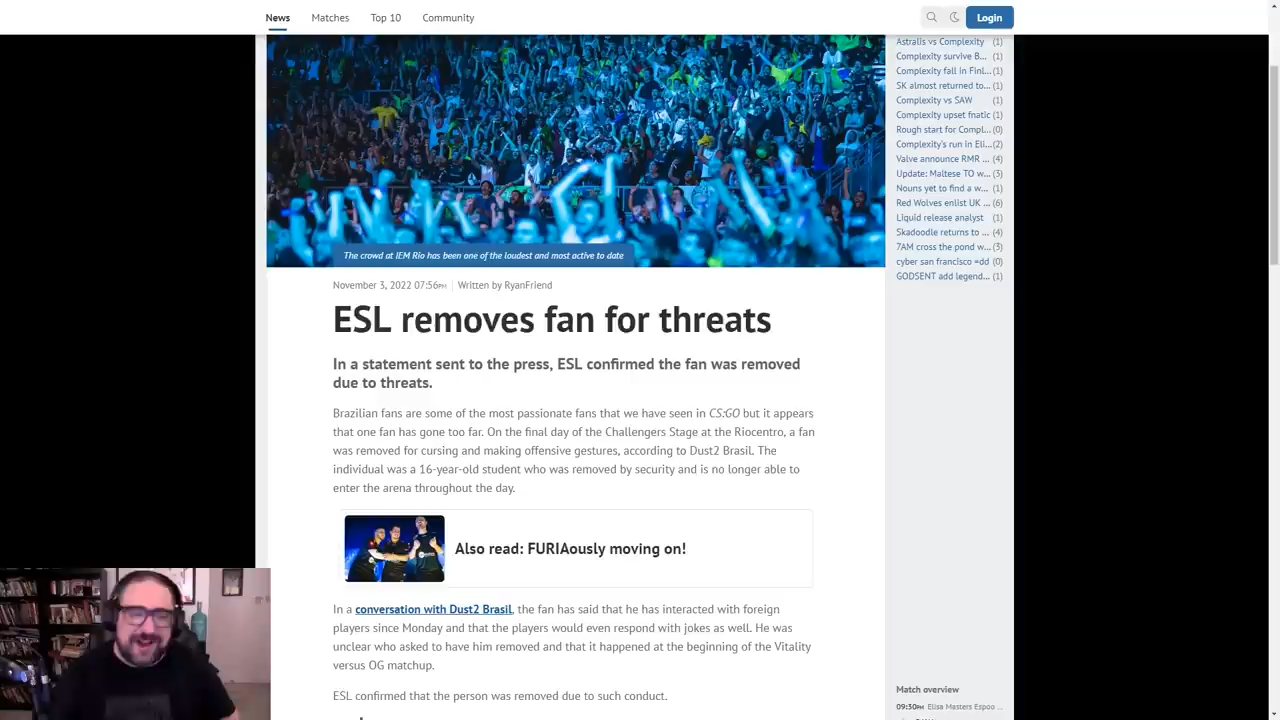 News Matches Top 10 Community Login
Astralis vs Complexity (1)
Complexity survive B... (1)
Complexity fall in Finl... (1)
SK almost returned to... (1)
Complexity vs SAW (1)
Complexity upset fnatic (1)
Rough start for Compl... (0)
Complexity's run in Eli... (2)
Valve announce RMR ... (4)
Update: Maltese TO w... (3)
Nouns yet to find a w... (1)
Red Wolves enlist UK ... (6)
Liquid release analyst (1)
Skadoodle returns to ... (4)
7AM cross the pond w... (3)
cyber san francisco =dd (0)
GODSENT add legend... (1)
The crowd at IEM Rio has been one of the loudest and most active to date
November 3, 2022 07:56PM Written by RyanFriend
ESL removes fan for threats
In a statement sent to the press, ESL confirmed the fan was removed
due to threats.
Brazilian fans are some of the most passionate fans that we have seen in CS:GO but it appears
that one fan has gone too far. On the final day of the Challengers Stage at the Riocentro, a fan
was removed for cursing and making offensive gestures, according to Dust2 Brasil. The
individual was a 16-year-old student who was removed by security and is no longer able to
enter the arena throughout the day.
Also read: FURIAously moving on!
In a conversation with Dust2 Brasil, the fan has said that he has interacted with foreign
players since Monday and that the players would even respond with jokes as well. He was
unclear who asked to have him removed and that it happened at the beginning of the Vitality
versus OG matchup.
ESL confirmed that the person was removed due to such conduct.
Match overview
09:30PM Elisa Masters Espoo ...